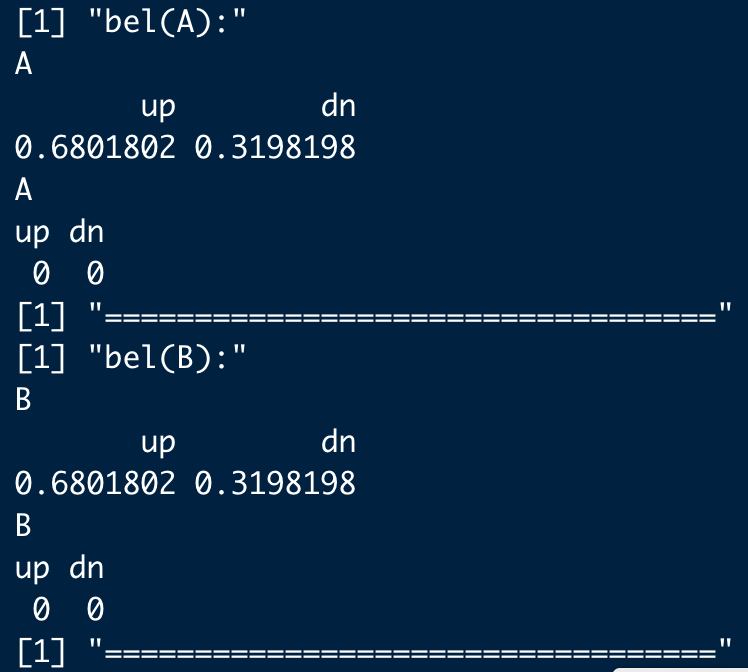 [1] "bel(A):"
A
       up        dn
0.6801802 0.3198198
A
up dn
 0  0
[1] "=================================="
[1] "bel(B):"
B
       up        dn
0.6801802 0.3198198
B
up dn
 0  0
[1] "=================================="